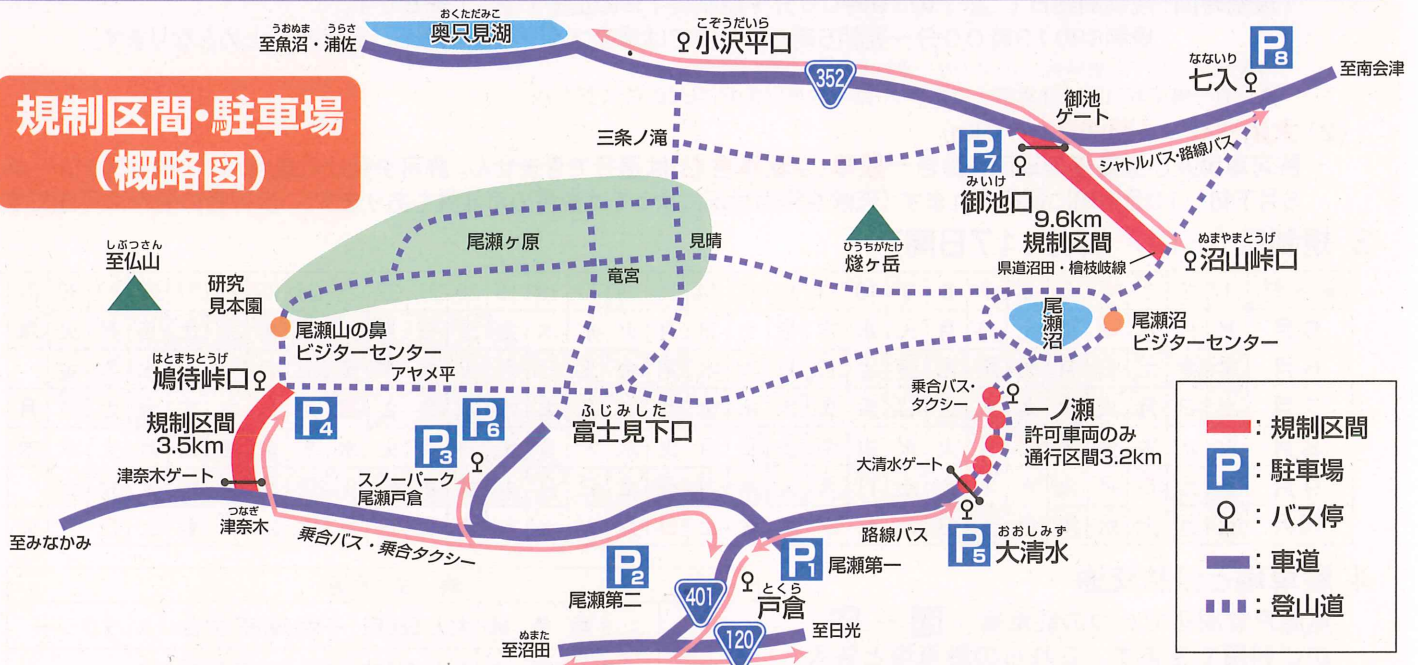 規制区間・駐車場
(概略図)
うおぬま うらさ
至魚沼・浦佐
おくただみこ
奥只見湖
こぞうだいら
小沢平口
352
御池
ゲート
なないり
七入
P8
至南会津
三条ノ滝
シャトルバス・路線バス
P7
みいけ
御池口
9.6km
規制区間
県道沼田・檜枝岐線
ぬまやまとうげ
沼山峠口
しぶつさん
至仏山
研究
見本園
尾瀬ヶ原
見晴
竜宮
ひうちがたけ
燧ヶ岳
尾瀬沼
尾瀬沼
ビジターセンター
尾瀬山の鼻
ビジターセンター
はとまちとうげ
鳩待峠口
アヤメ平
P4
規制区間
3.5km
津奈木ゲート
つなぎ
津奈木
至みなかみ
乗合バス・乗合タクシー
P3
P6
スノーパーク
尾瀬戸倉
ふじみした
富士見下口
乗合バス・
タクシー
一ノ瀬
許可車両のみ
通行区間3.2km
大清水ゲート
P5
おおしみず
大清水
路線バス
P1
尾瀬第一
P2
尾瀬第二
401
とくら
戸倉
ぬまた
至沼田
120
至日光
:規制区間
P:駐車場
:バス停
:車道
:登山道